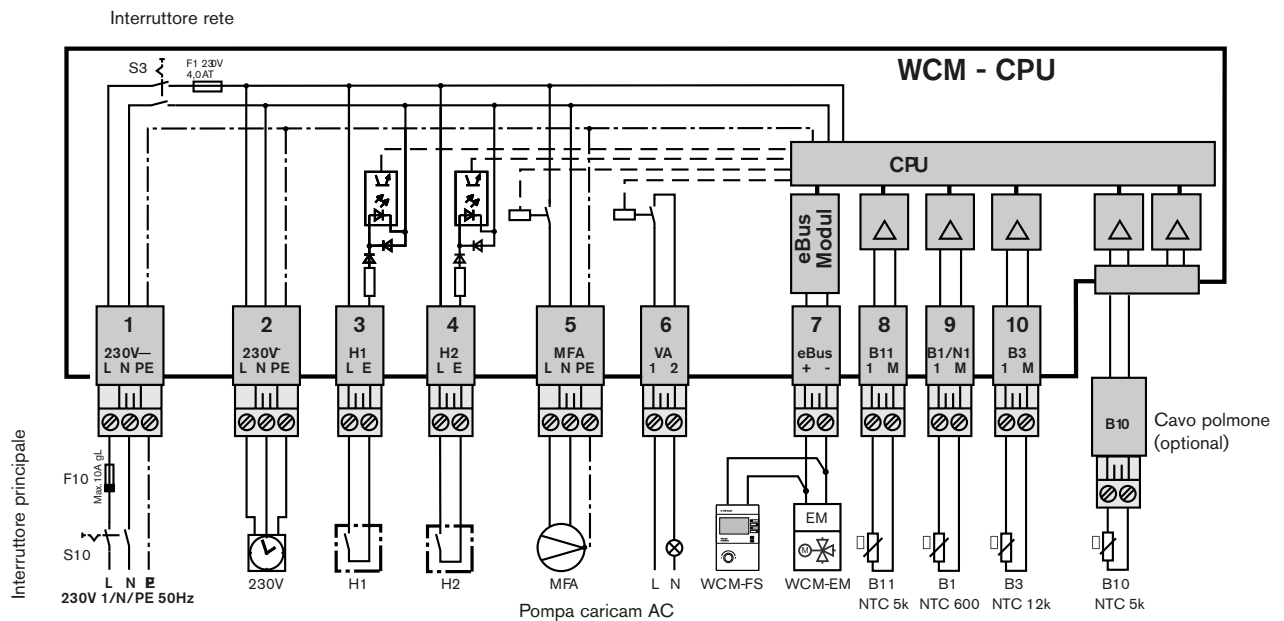 Interruttore rete
WCM - CPU
S3
F1 230V
4,0AT
CPU
eBus
Modul
1
230V~
L N PE
2
230V~
L N PE
3
H1
L E
4
H2
L E
5
MFA
L N PE
6
VA
1 2
7
eBus
+ -
8
B11
1 M
9
B1/N1
1 M
10
B3
1 M
B10
Cavo polmone
(optional)
Interruttore principale
F10
Max.10A gL
S10
L N PE
230V 1/N/PE 50Hz
230V
H1
H2
MFA
Pompa caricam AC
L N
WCM-FS
EM
M
WCM-EM
B11
NTC 5k
B1
NTC 600
B3
NTC 12k
B10
NTC 5k